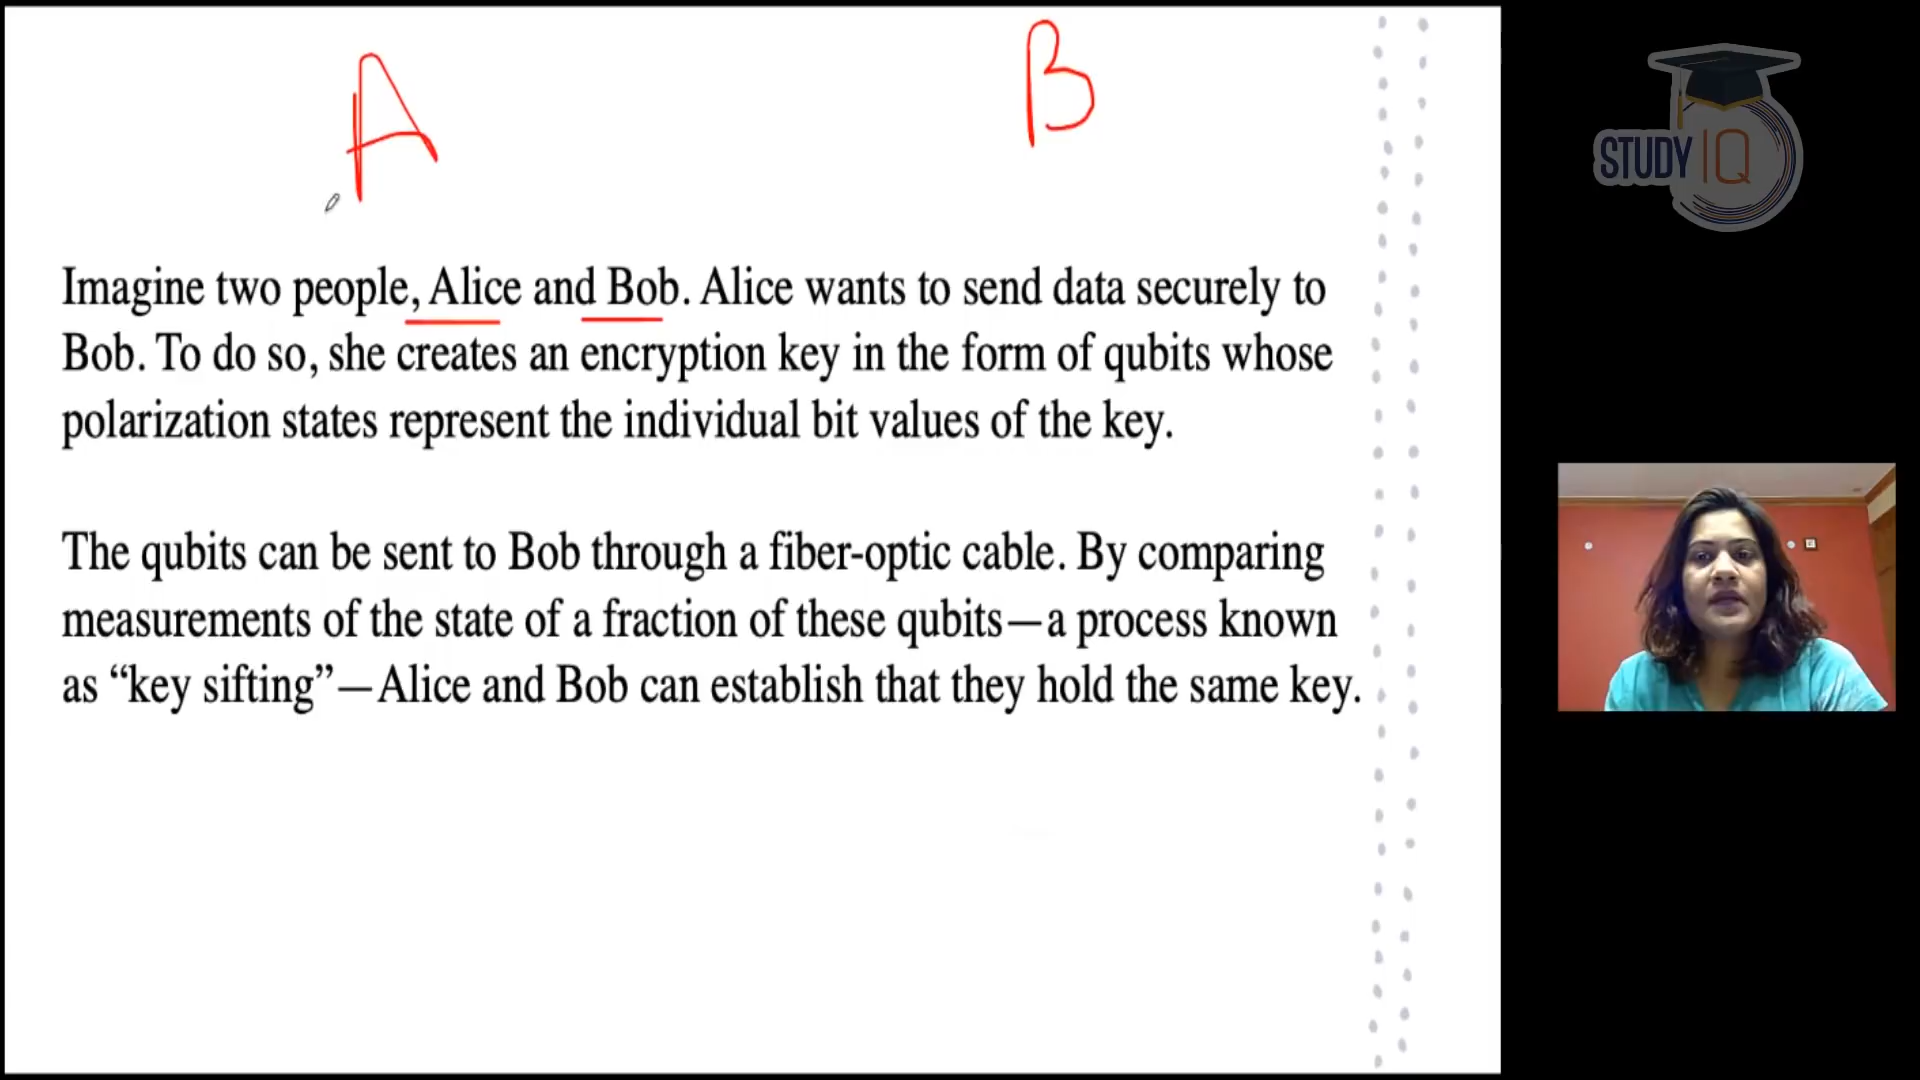 A B
Imagine two people, Alice and Bob. Alice wants to send data securely to
Bob. To do so, she creates an encryption key in the form of qubits whose
polarization states represent the individual bit values of the key.
The qubits can be sent to Bob through a fiber-optic cable. By comparing
measurements of the state of a fraction of these qubits—a process known
as “key sifting”—Alice and Bob can establish that they hold the same key.
STUDY IQ